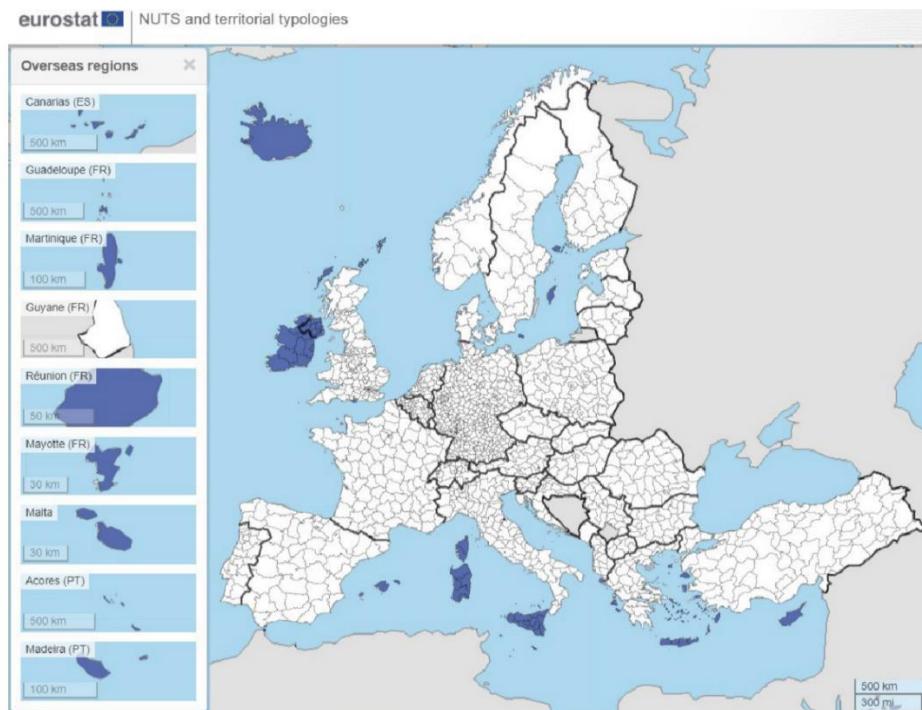 eurostat NUTS and territorial typologies
Overseas regions ×
Canarias (ES)
500 km
Guadeloupe (FR)
500 km
Martinique (FR)
100 km
Guyane (FR)
500 km
Réunion (FR)
50 km
Mayotte (FR)
30 km
Malta
30 km
Acores (PT)
500 km
Madeira (PT)
100 km
500 km
300 mi